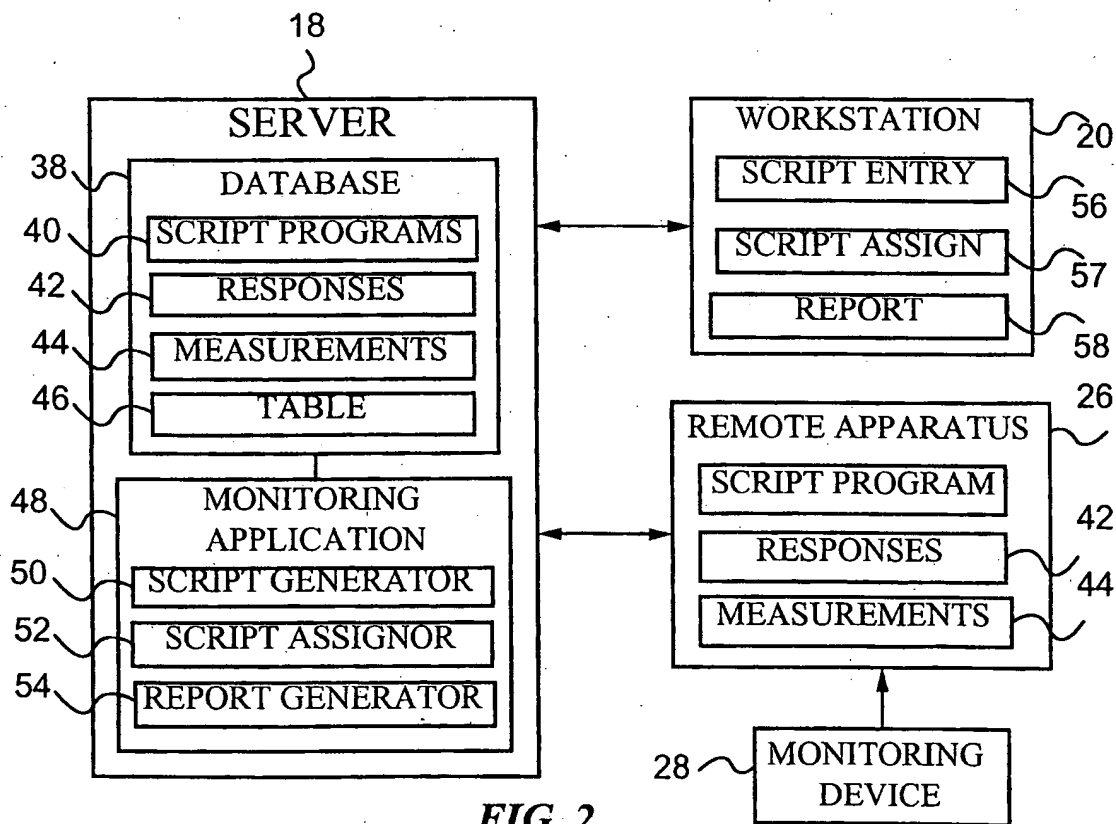 18
SERVER
38
DATABASE
40
SCRIPT PROGRAMS
42
RESPONSES
44
MEASUREMENTS
46
TABLE
48
MONITORING
APPLICATION
50
SCRIPT GENERATOR
52
SCRIPT ASSIGNOR
54
REPORT GENERATOR
WORKSTATION
20
SCRIPT ENTRY
56
SCRIPT ASSIGN
57
REPORT
58
26
REMOTE APPARATUS
SCRIPT PROGRAM
42
RESPONSES
44
MEASUREMENTS
28
MONITORING
DEVICE
FIG. 2